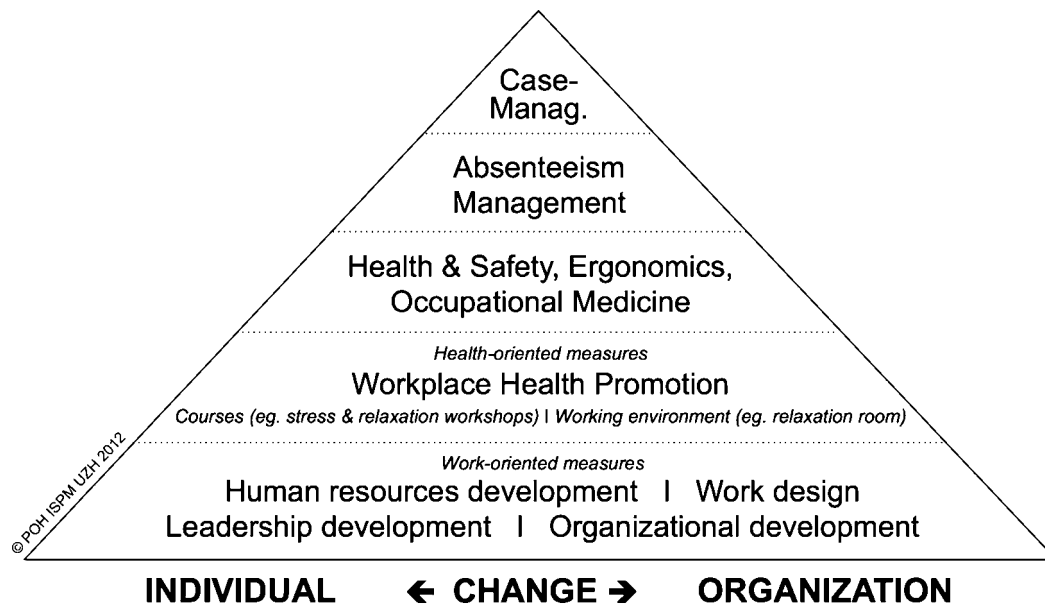 Case-
Manag.
Absenteeism
Management
Health & Safety, Ergonomics,
Occupational Medicine
Health-oriented measures
Workplace Health Promotion
Courses (eg. stress & relaxation workshops) I Working environment (eg. relaxation room)
Work-oriented measures
Human resources development I Work design
Leadership development I Organizational development
© POH ISPM UZH 2012
INDIVIDUAL ← CHANGE → ORGANIZATION